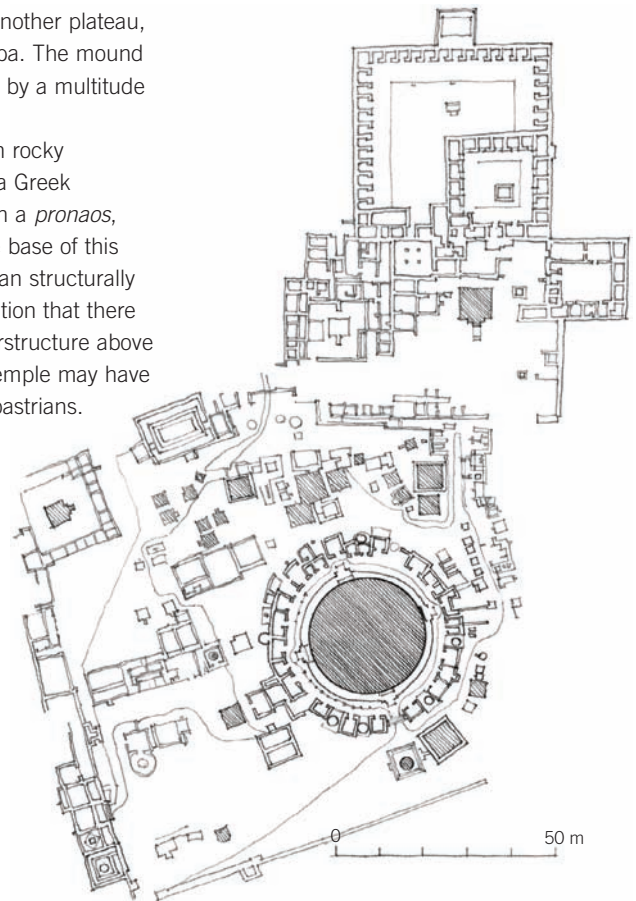 nother plateau,
pa. The mound
by a multitude
n rocky
a Greek
n a pronaos,
base of this
an structurally
tion that there
rstructure above
emple may have
oastrians.
0 50 m